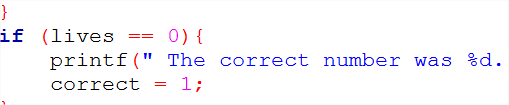 }
if (lives == 0){
printf(" The correct number was %d.
correct = 1;